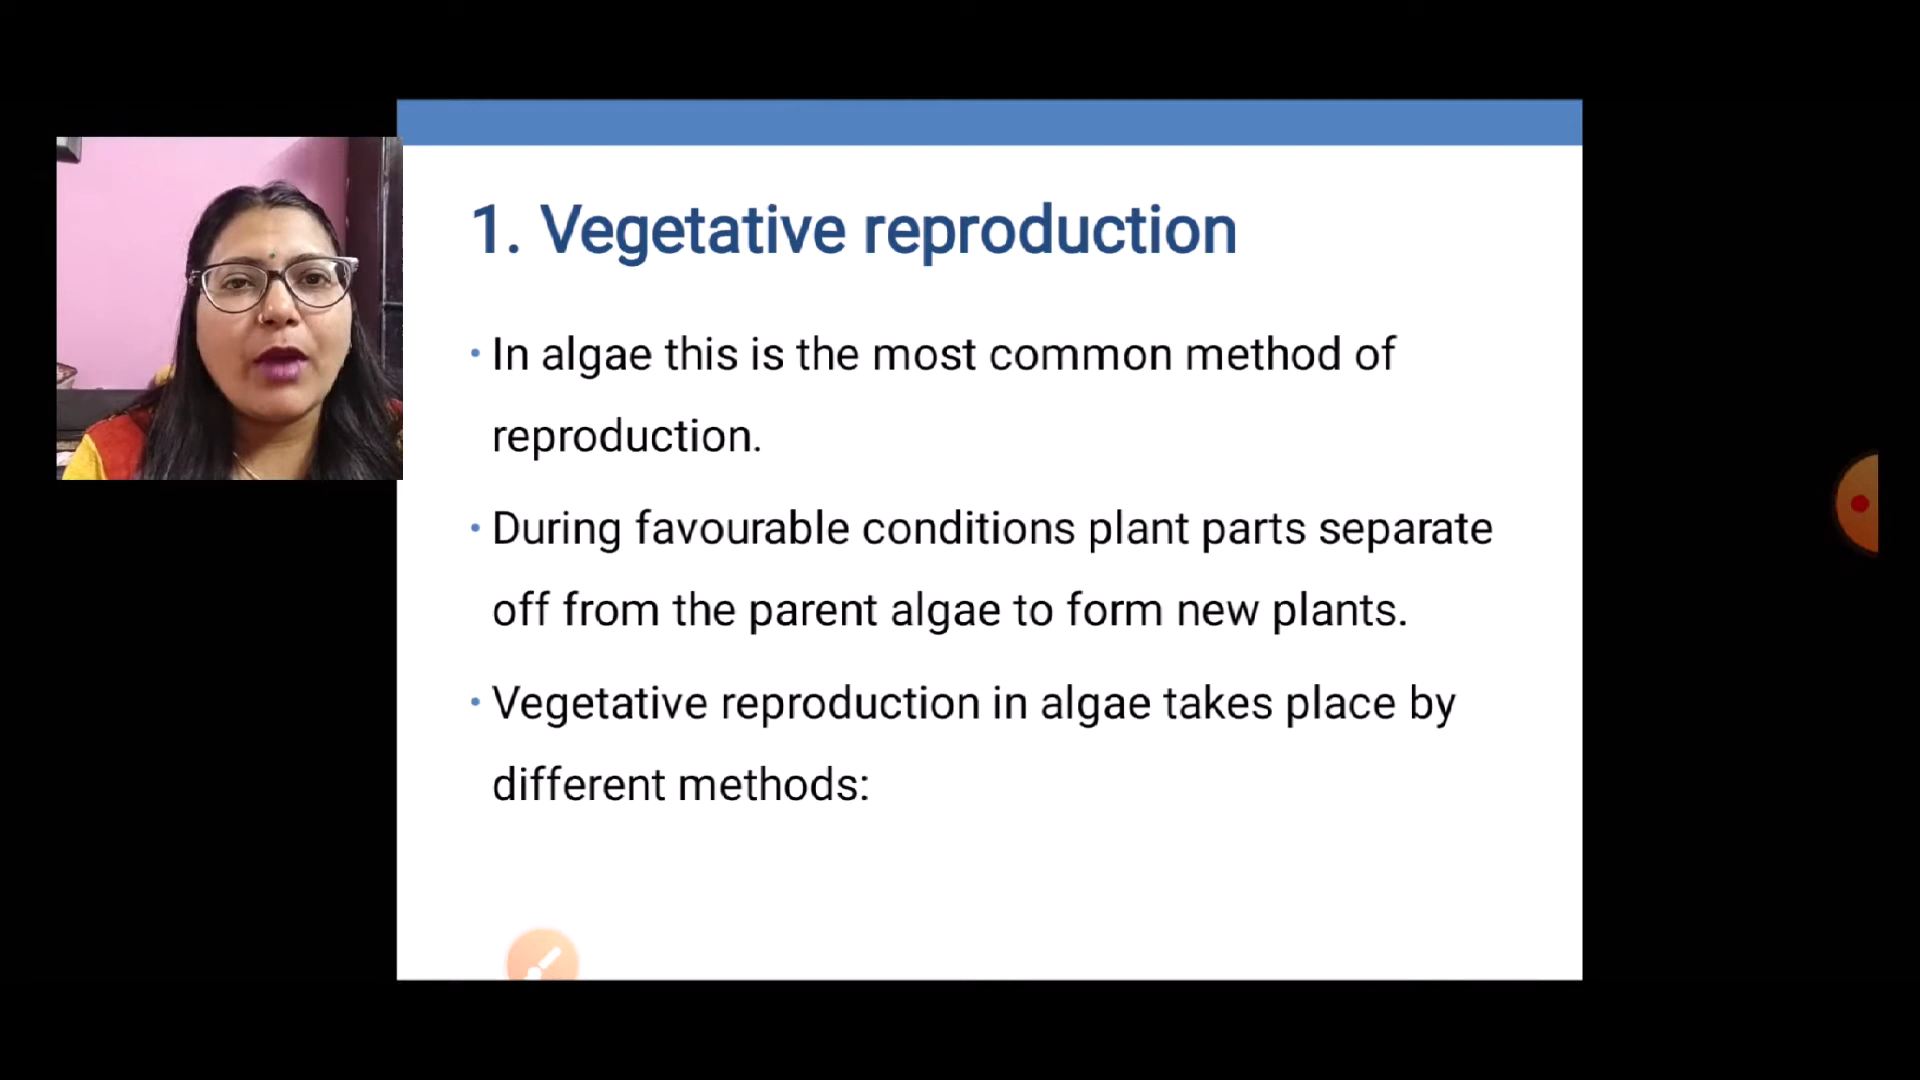 1. Vegetative reproduction
• In algae this is the most common method of
reproduction.
• During favourable conditions plant parts separate
off from the parent algae to form new plants.
• Vegetative reproduction in algae takes place by
different methods: